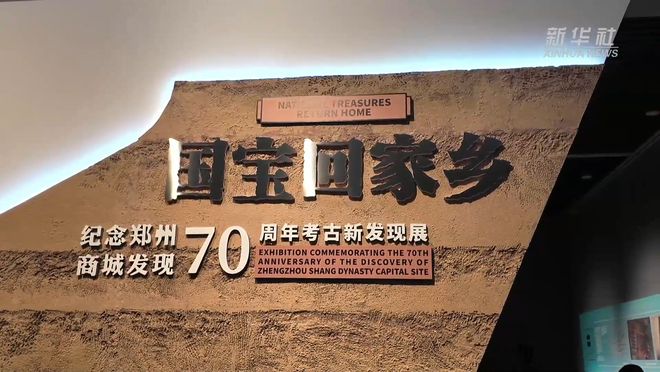 新华社
XINHUA NEWS
NATIONAL TREASURES
RETURN HOME
国宝回家乡
纪念郑州
商城发现
70
周年考古新发现展
EXHIBITION COMMEMORATING THE 70TH
ANNIVERSARY OF THE DISCOVERY OF
ZHENGZHOU SHANG DYNASTY CAPITAL SITE